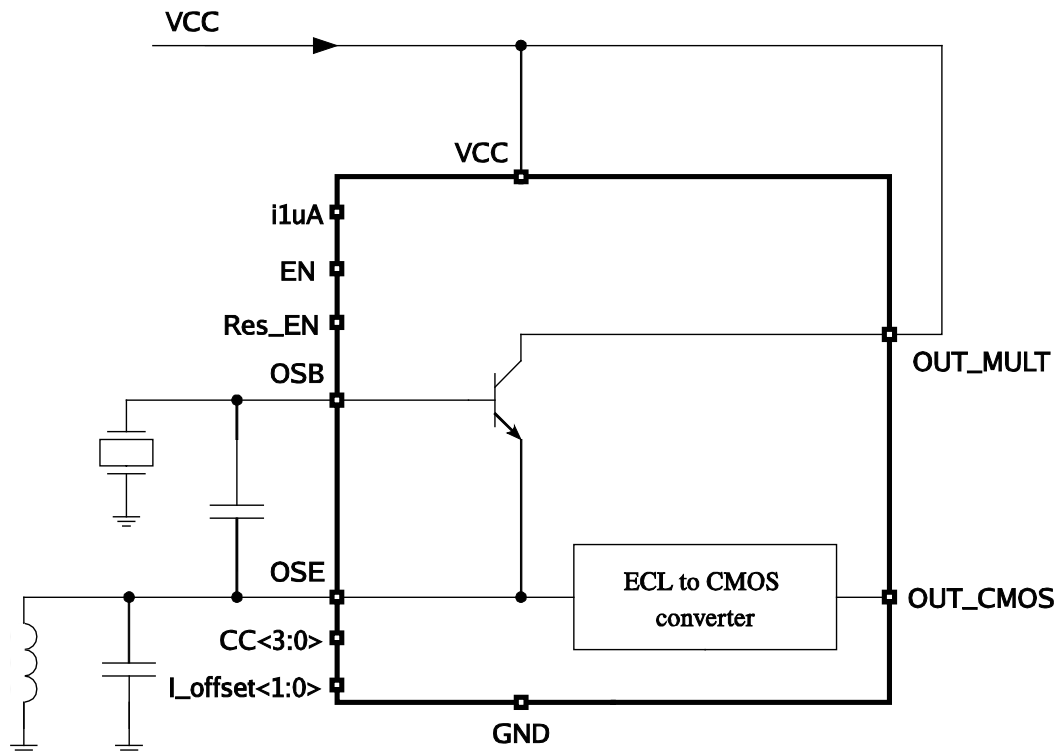 VCC
VCC
i1uA
EN
Res_EN
OUT_MULT
OSB
OSE
ECL to CMOS
converter
OUT_CMOS
CC<3:0>
I_offset<1:0>
GND